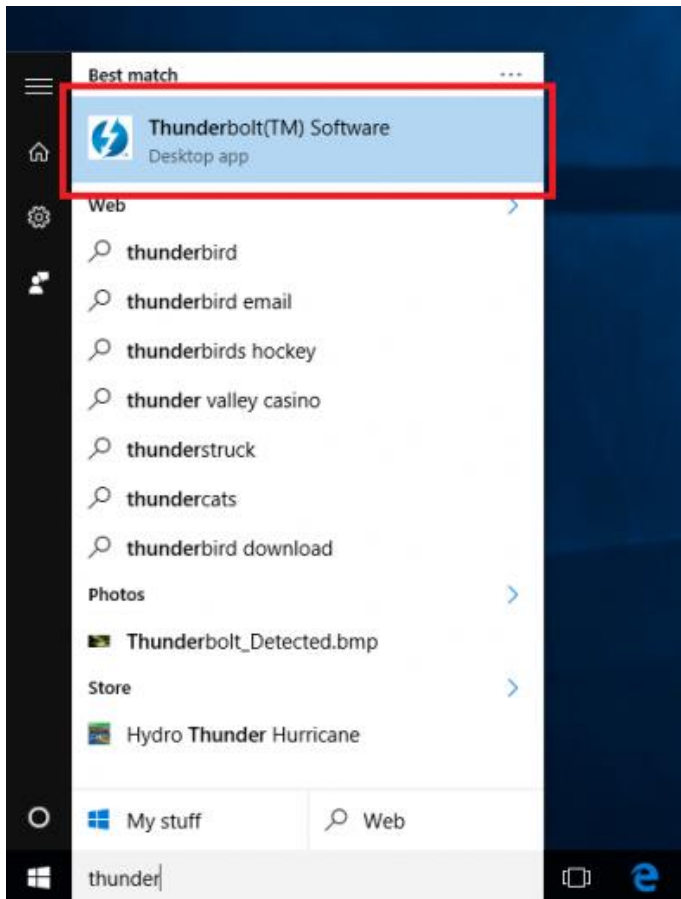 Best match
Thunderbolt(TM) Software
Desktop app
Web
thunderbird
thunderbird email
thunderbirds hockey
thunder valley casino
thunderstruck
thundercats
thunderbird download
Photos
Thunderbolt_Detected.bmp
Store
Hydro Thunder Hurricane
My stuff
Web
thunder